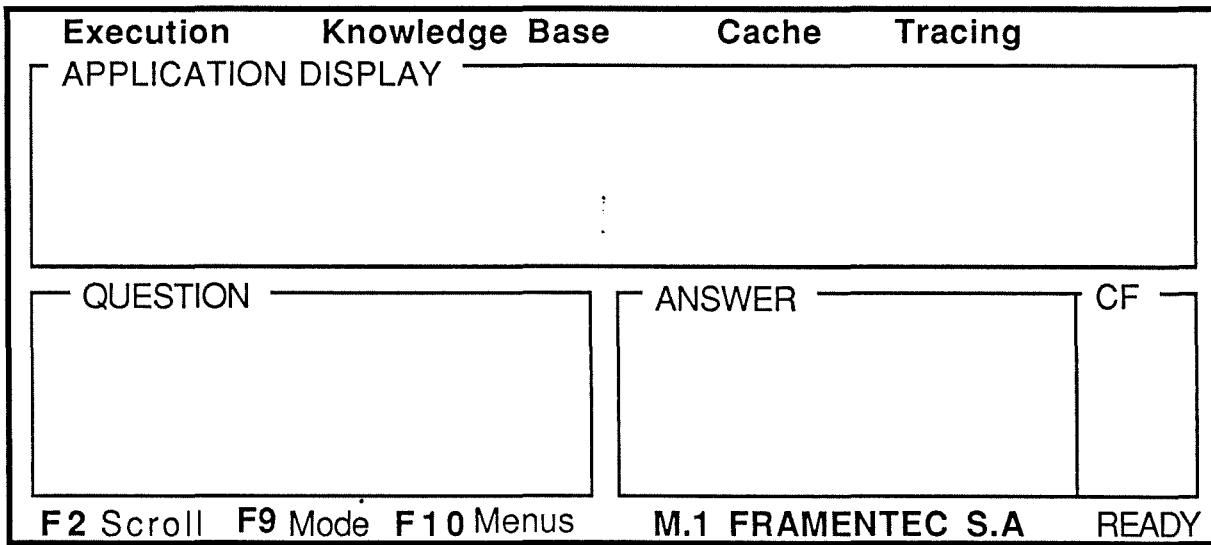 Execution Knowledge Base Cache Tracing
APPLICATION DISPLAY
QUESTION ANSWER CF
F2 Scroll F9 Mode F10 Menus M.1 FRAMENTEC S.A READY